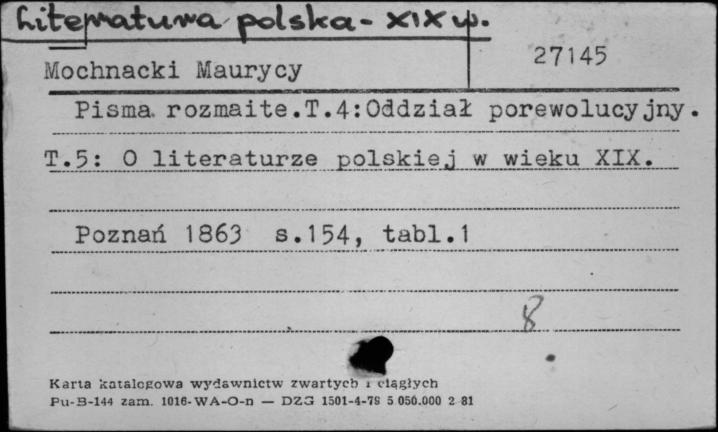 Literatura polska - XIX w.
27145
Mochnacki Maurycy
Pisma rozmaite.T.4:Oddział porewolucyjny.
T.5: O literaturze polskiej w wieku XIX.
Poznań 1863 s.154, tabl.1
8
Karta katalogowa wydawnictw zwartych i ciągłych
Pu-B-144 zam. 1016-WA-O-n — DZG 1501-4-78 5 050.000 2 81